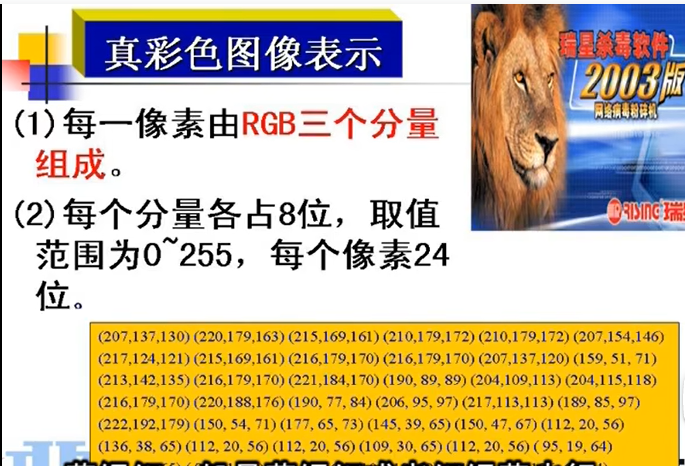 真彩色图像表示
瑞星杀毒软件
2003版
网络病毒粉碎机
RISING 瑞
(1)每一像素由RGB三个分量
组成。
(2)每个分量各占8位，取值
范围为0~255，每个像素24
位。
(207,137,130) (220,179,163) (215,169,161) (210,179,172) (210,179,172) (207,154,146)
(217,124,121) (215,169,161) (216,179,170) (216,179,170) (207,137,120) (159, 51, 71)
(213,142,135) (216,179,170) (221,184,170) (190, 89, 89) (204,109,113) (204,115,118)
(216,179,170) (220,188,176) (190, 77, 84) (206, 95, 97) (217,113,113) (189, 85, 97)
(222,192,179) (150, 54, 71) (177, 65, 73) (145, 39, 65) (150, 47, 67) (112, 20, 56)
(136, 38, 65) (112, 20, 56) (112, 20, 56) (109, 30, 65) (112, 20, 56) ( 95, 19, 64)